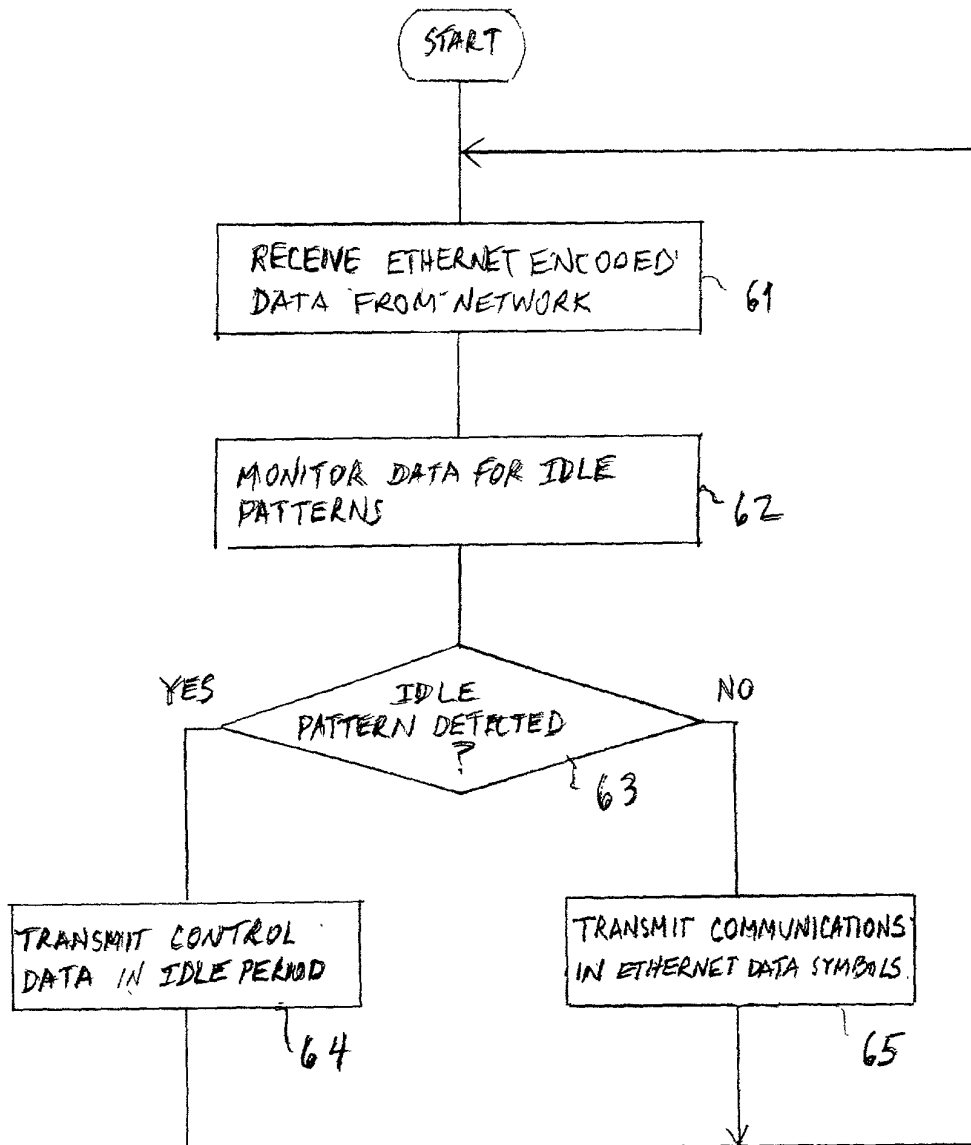 START
RECEIVE ETHERNET ENCODED
DATA FROM NETWORK
61
MONITOR DATA FOR IDLE
PATTERNS
62
YES
IDLE
PATTERN DETECTED
?
NO
63
TRANSMIT CONTROL
DATA IN IDLE PERIOD
64
TRANSMIT COMMUNICATIONS
IN ETHERNET DATA SYMBOLS.
65